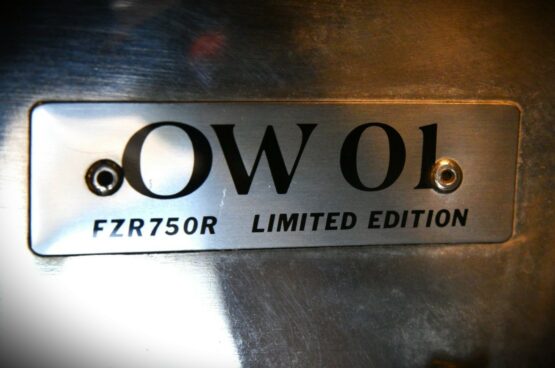 OW 01
FZR750R LIMITED EDITION